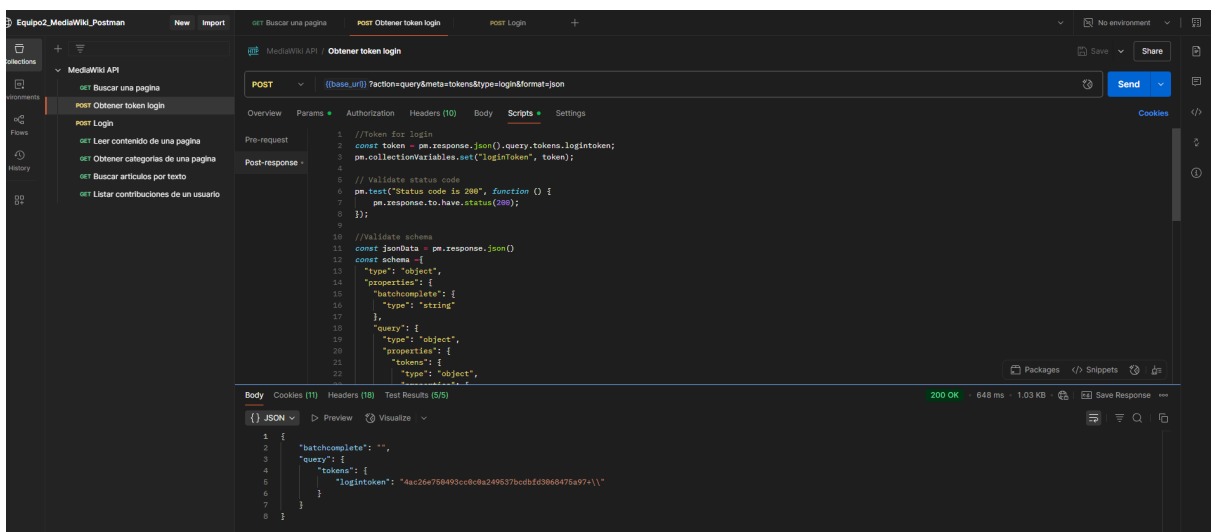 Equipo2_MediaWiki_Postman New Import
GET Buscar una pagina POST Obtener token login POST Login No environment
Collections
MediaWiki API / Obtener token login Save Share
MediaWiki API
GET Buscar una pagina
POST Obtener token login
POST Login
GET Leer contenido de una pagina
GET Obtener categorias de una pagina
GET Buscar articulos por texto
GET Listar contribuciones de un usuario
Flows
History
POST {{base_url}} ?action=query&meta=tokens&type=login&format=json Send
Overview Params Authorization Headers (10) Body Scripts Settings Cookies
Pre-request
Post-response
1 //Token for login
2 const token = pm.response.json().query.tokens.logintoken;
3 pm.collectionVariables.set("loginToken", token);
4
5 // Validate status code
6 pm.test("Status code is 200", function () {
7 pm.response.to.have.status(200);
8 });
9
10 //Validate schema
11 const jsonData = pm.response.json()
12 const schema ={
13 "type": "object",
14 "properties": {
15 "batchcomplete": {
16 "type": "string"
17 },
18 "query": {
19 "type": "object",
20 "properties": {
21 "tokens": {
22 "type": "object",
Packages </> Snippets
Body Cookies (11) Headers (18) Test Results (5/5) 200 OK 648 ms 1.03 KB Save Response
{} JSON Preview Visualize
1 {
2 "batchcomplete": "",
3 "query": {
4 "tokens": {
5 "logintoken": "4ac26e750493cc0c0a249537bcdbfd3068475a97+\\"
6 }
7 }
8 }